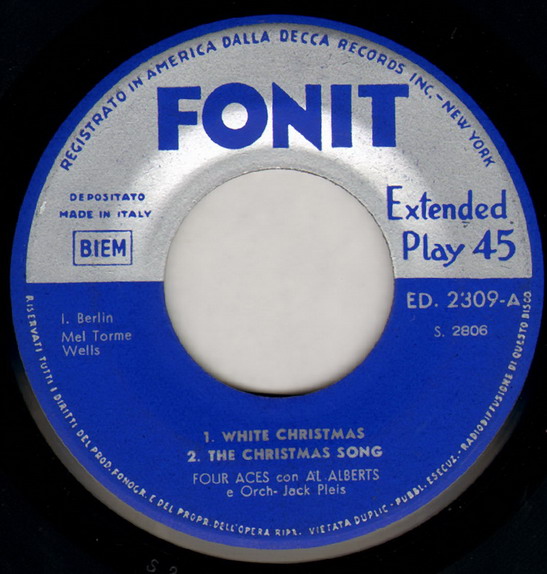 REGISTRATO IN AMERICA DALLA DECCA RECORDS INC. - NEW YORK
FONIT
DEPOSITATO
MADE IN ITALY
BIEM
Extended
Play 45
ED. 2309-A
S. 2806
I. Berlin
Mel Torme
Wells
1. WHITE CHRISTMAS
2. THE CHRISTMAS SONG
FOUR ACES con AL ALBERTS
e Orch- Jack Pleis
RISERVATI TUTTI I DIRITTI DEL PROD. FONOGR. E DEL PROPR. DELL'OPERA RIPR. VIETATA DUPLIC.- PUBBL. ESECUZ.- RADIODIFFUSIONE DI QUESTO DISCO